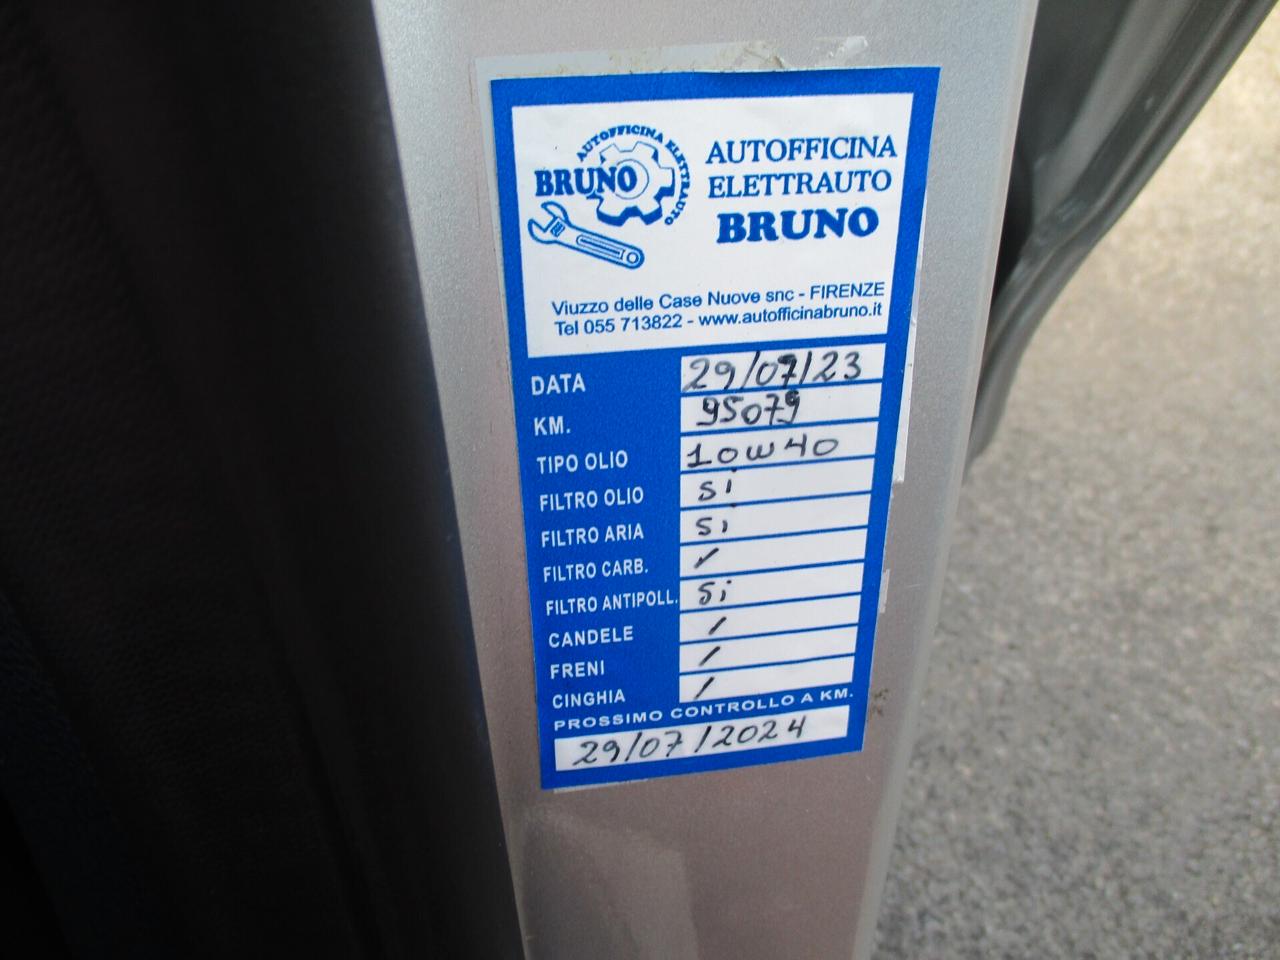 AUTOFFICINA ELETTRAUTO
BRUNO
AUTOFFICINA
ELETTRAUTO
BRUNO
Viuzzo delle Case Nuove snc - FIRENZE
Tel 055 713822 - www.autofficinabruno.it
DATA 29/07/23
KM. 95079
TIPO OLIO 10W40
FILTRO OLIO Si
FILTRO ARIA Si
FILTRO CARB. /
FILTRO ANTIPOLL. Si
CANDELE /
FRENI /
CINGHIA /
PROSSIMO CONTROLLO A KM.
29/07/2024